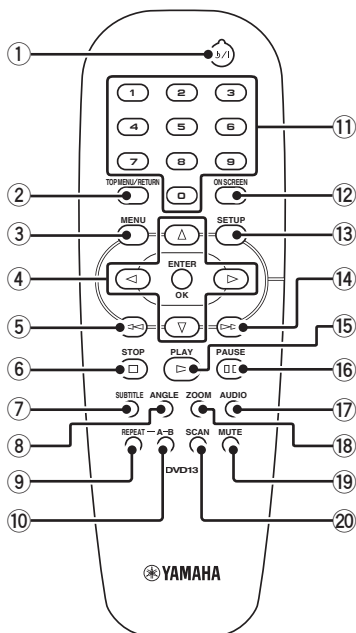 ① ⏻/|
1 2 3
4 5 6 ⑪
7 8 9
② TOP MENU/RETURN 0 ON SCREEN ⑫
③ MENU SETUP ⑬
④ ENTER ⑭
OK
⑤ ⑮
⑥ STOP PLAY PAUSE ⑯
⑦ SUBTITLE ANGLE ZOOM AUDIO ⑰
⑧ ⑱
⑨ REPEAT A-B SCAN MUTE ⑲
⑩ DVD13 ⑳
YAMAHA